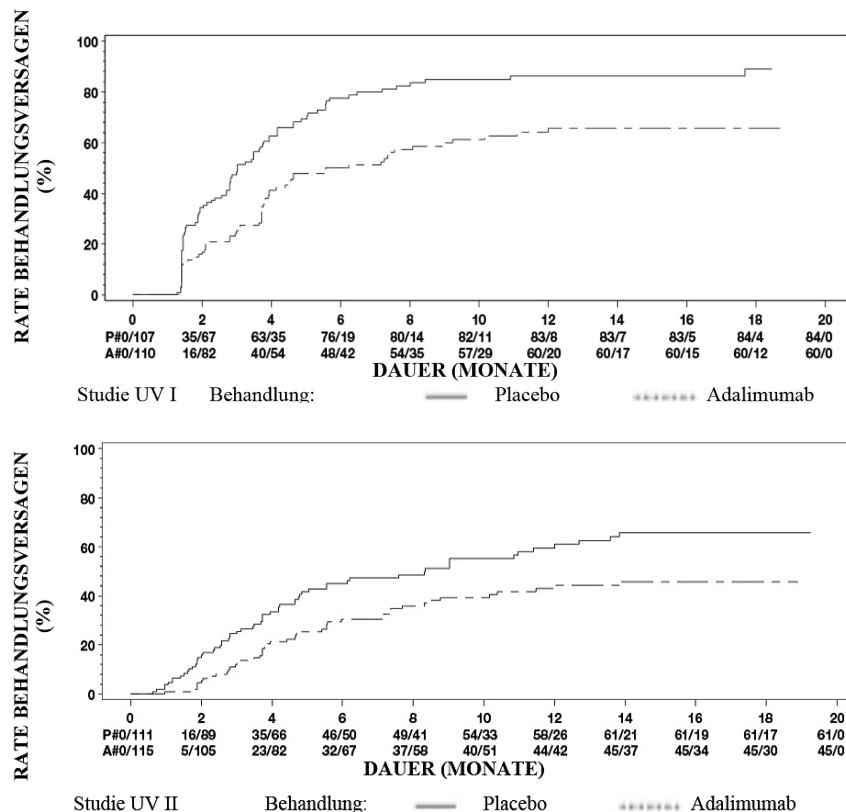 RATE BEHANDLUNGSVERSAGEN
(%)
100
80
60
40
20
0
0 2 4 6 8 10 12 14 16 18 20
P#0/107 35/67 63/35 76/19 80/14 82/11 83/8 83/7 83/5 84/4 84/0
A#0/110 16/82 40/54 48/42 54/35 57/29 60/20 60/17 60/15 60/12 60/0
DAUER (MONATE)
Studie UV I Behandlung: Placebo Adalimumab
RATE BEHANDLUNGSVERSAGEN
(%)
100
80
60
40
20
0
0 2 4 6 8 10 12 14 16 18 20
P#0/111 16/89 35/66 46/50 49/41 54/33 58/26 61/21 61/19 61/17 61/0
A#0/115 5/105 23/82 32/67 37/58 40/51 44/42 45/37 45/34 45/30 45/0
DAUER (MONATE)
Studie UV II Behandlung: Placebo Adalimumab